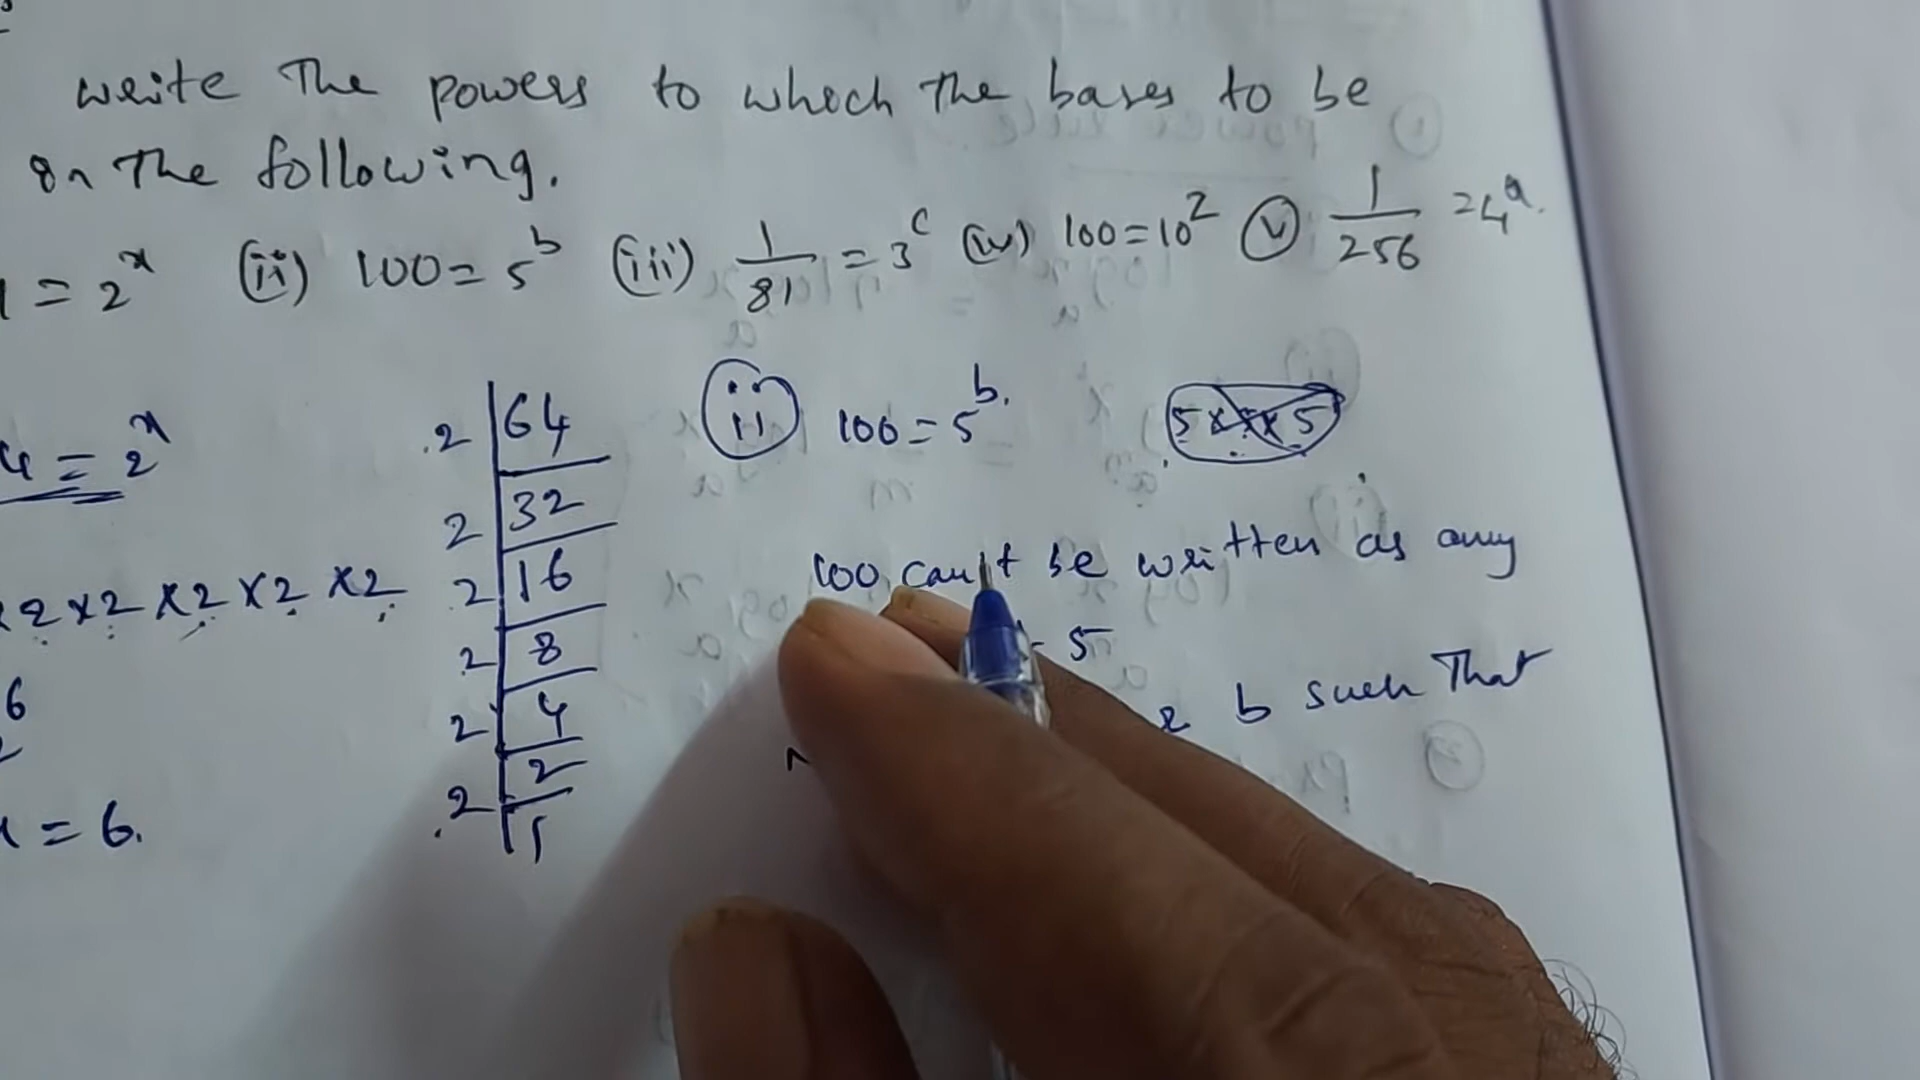 write The powers to which The bases to be
in The following.
= 2^x (ii) 100 = 5^b (iii) 1/81 = 3^c (iv) 100 = 10^2 (v) 1/256 = 4^a.
4 = 2^x
2 | 64
2 | 32
2 | 16
2 | 8
2 | 4
2 | 2
1
2 × 2 × 2 × 2 × 2
6
= 6.
(ii) 100 = 5^b.
5 × 5 × 5
100 can't be written as any
5
b such That